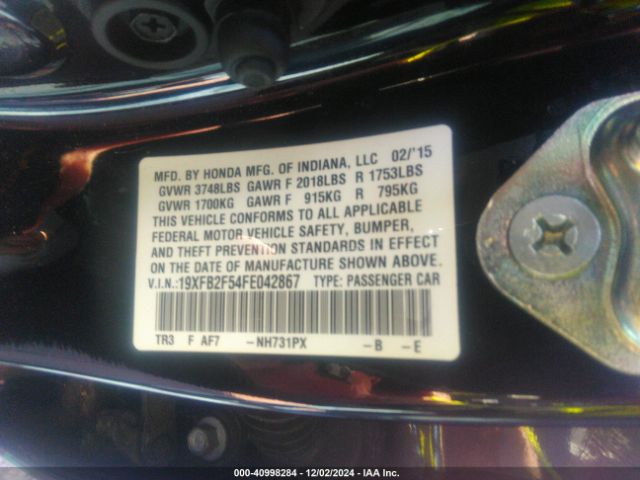 MFD. BY HONDA MFG. OF INDIANA, LLC 02/'15
GVWR 3748LBS GAWR F 2018LBS R 1753LBS
GVWR 1700KG GAWR F 915KG R 795KG
THIS VEHICLE CONFORMS TO ALL APPLICABLE
FEDERAL MOTOR VEHICLE SAFETY, BUMPER,
AND THEFT PREVENTION STANDARDS IN EFFECT
ON THE DATE OF MANUFACTURE SHOWN ABOVE.
V.I.N.:19XFB2F54FE042867 TYPE: PASSENGER CAR
TR3 F AF7 -NH731PX -B -E
000-40998284 - 12/02/2024 - IAA Inc.